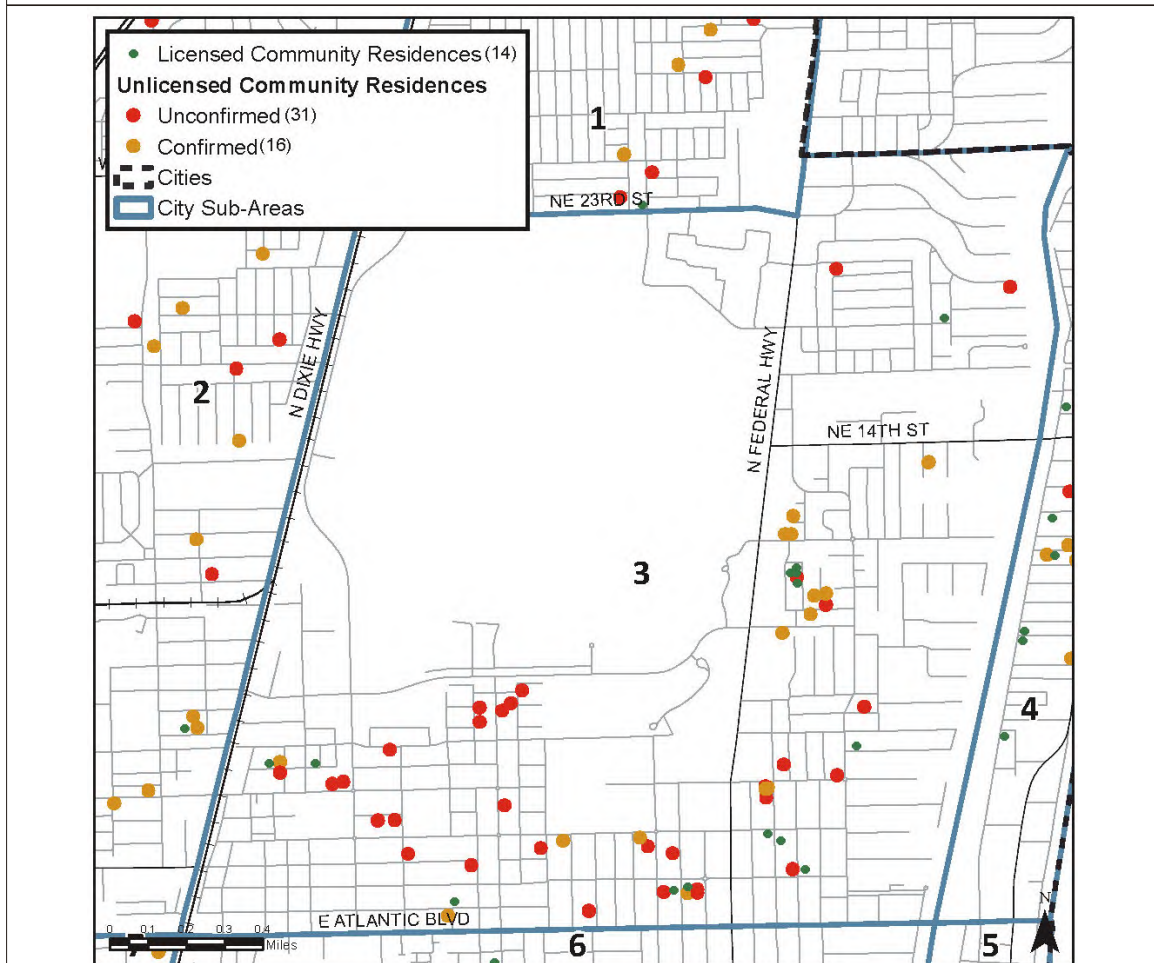 Licensed Community Residences (14)
Unlicensed Community Residences
Unconfirmed (31)
Confirmed (16)
Cities
City Sub-Areas
1
NE 23RD ST
2
N DIXIE HWY
N FEDERAL HWY
NE 14TH ST
3
4
E ATLANTIC BLVD
N
0 0.1 0.2 0.3 0.4
Miles
6
5